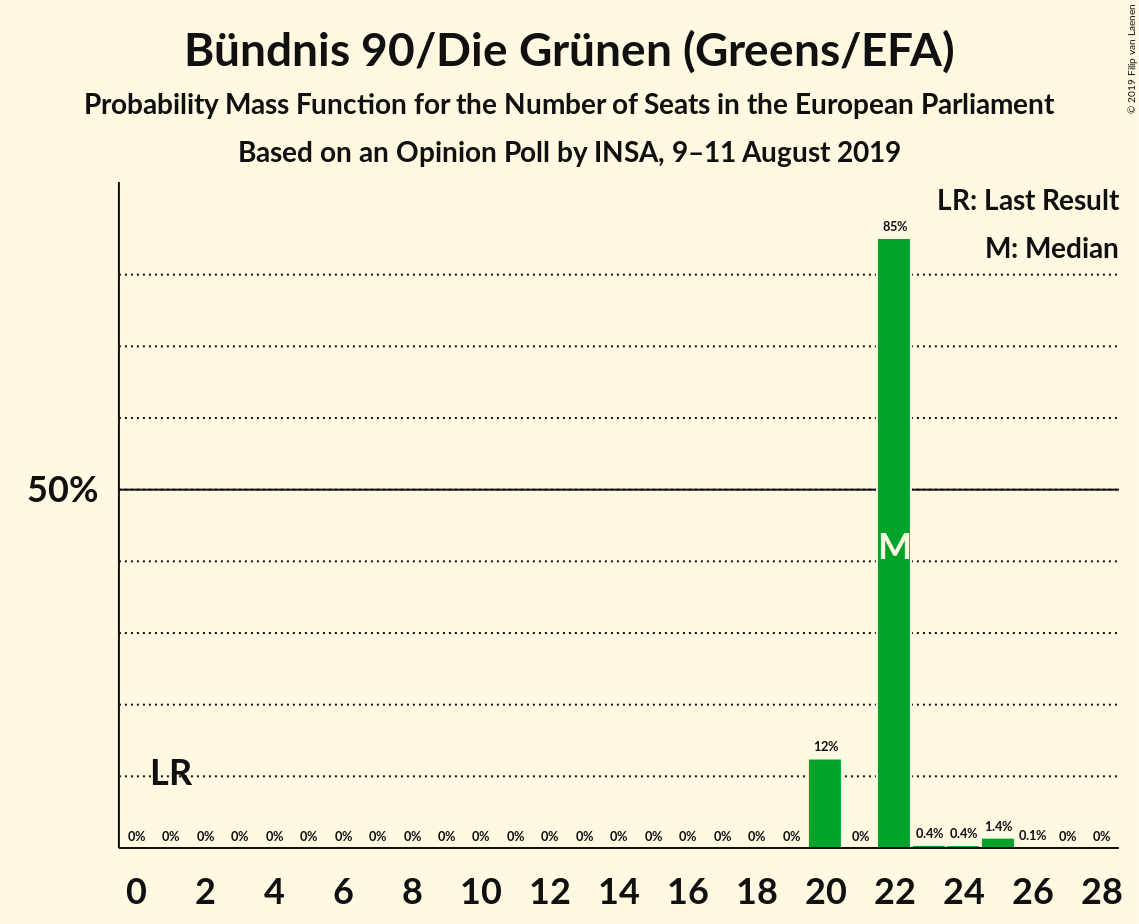 Bündnis 90/Die Grünen (Greens/EFA)
Probability Mass Function for the Number of Seats in the European Parliament
Based on an Opinion Poll by INSA, 9–11 August 2019
© 2019 Filip van Laenen
LR: Last Result
M: Median
85%
50%
M
12%
LR
0% 0% 0% 0% 0% 0% 0% 0% 0% 0% 0% 0% 0% 0% 0% 0% 0% 0% 0% 0% 0% 0.4% 0.4% 1.4% 0.1% 0% 0%
0 2 4 6 8 10 12 14 16 18 20 22 24 26 28